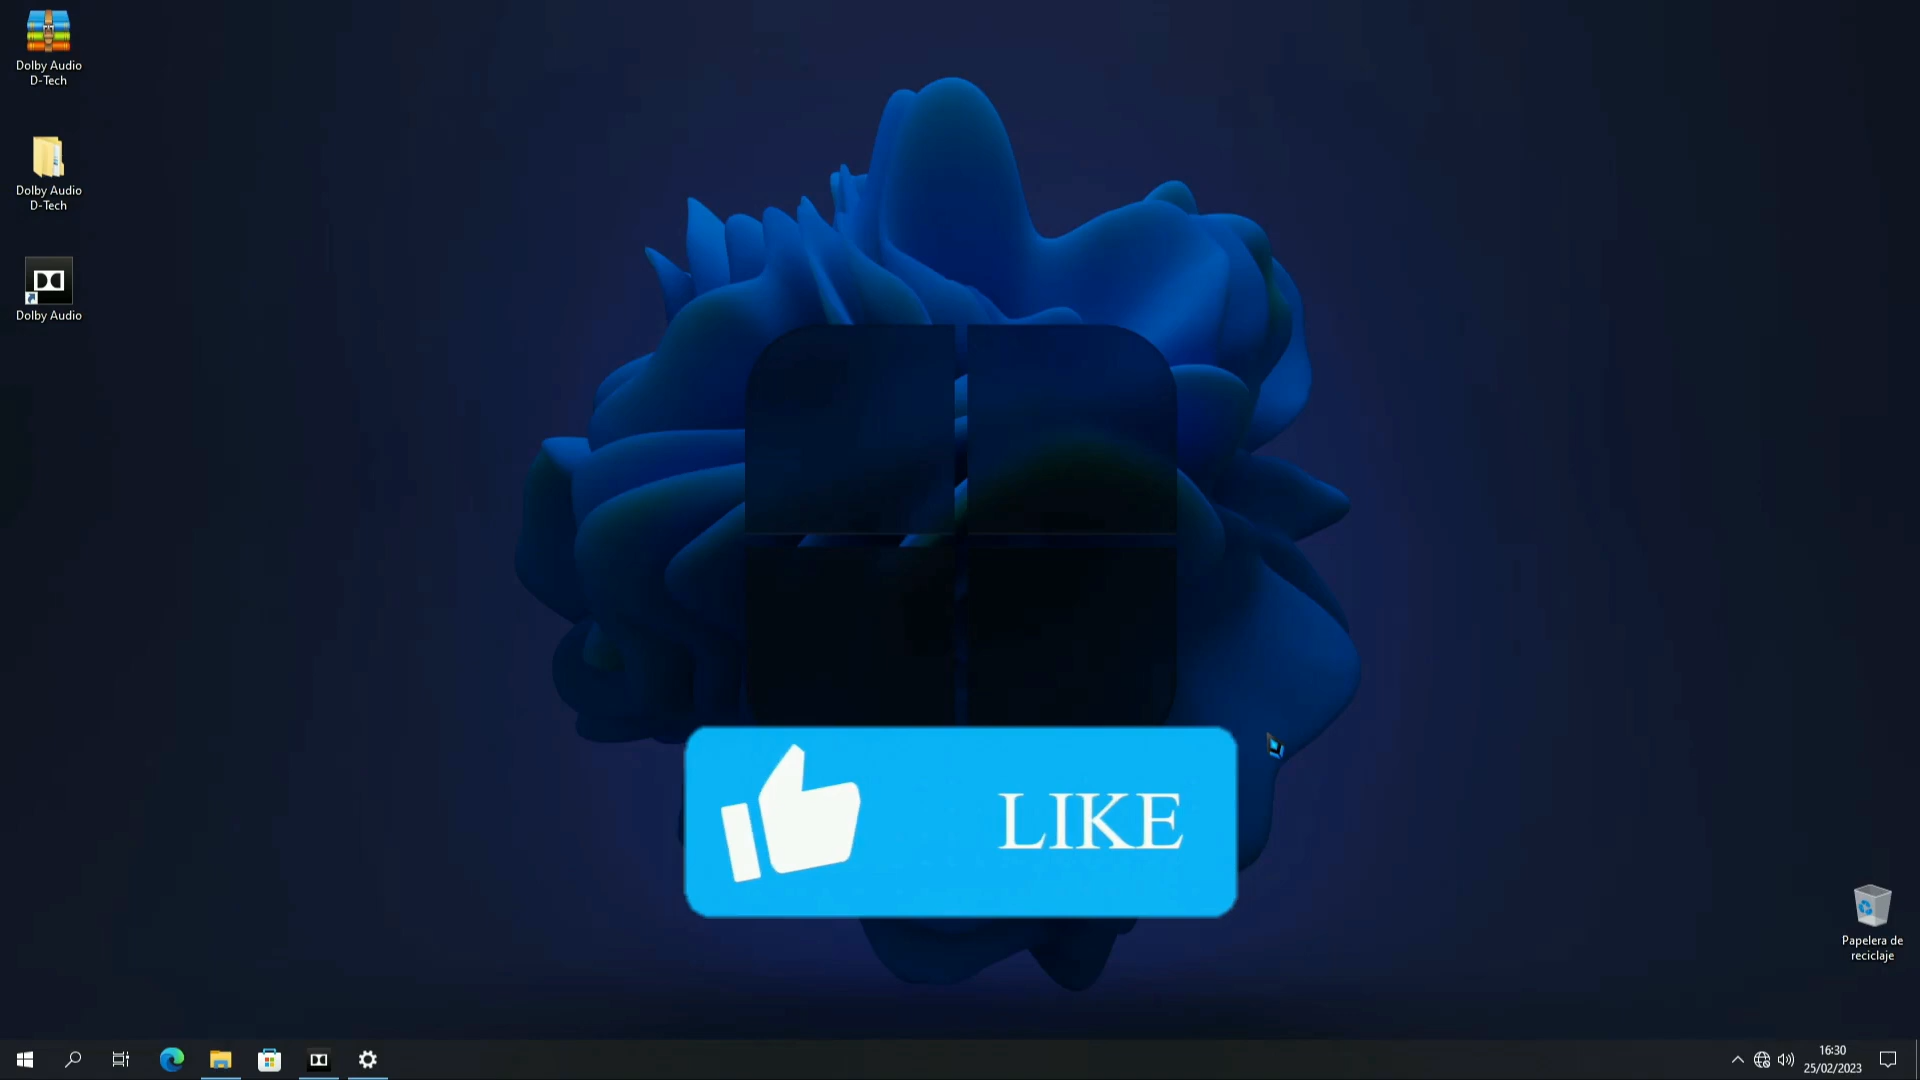 Dolby Audio
D-Tech
Dolby Audio
D-Tech
Dolby Audio
LIKE
Papelera de
reciclaje
16:30
25/02/2023